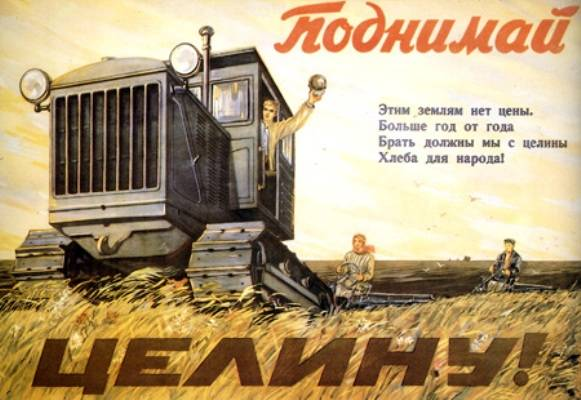 Поднимай
Этим землям нет цены.
Больше год от года
Брать должны мы с целины
Хлеба для народа!
ЦЕЛИНУ!